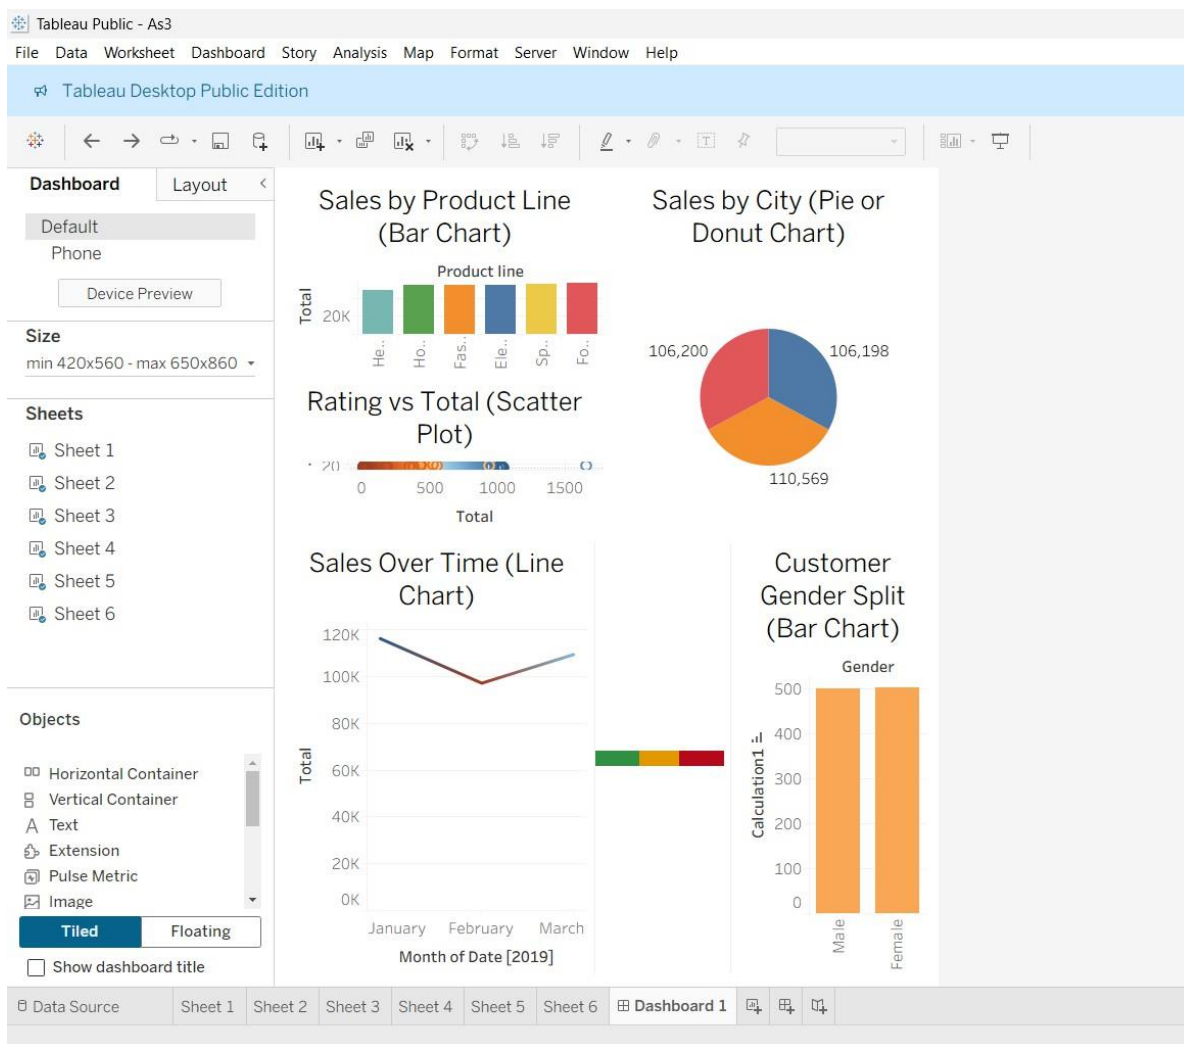 Tableau Public - As3
File Data Worksheet Dashboard Story Analysis Map Format Server Window Help
Tableau Desktop Public Edition
Dashboard
Layout
Default
Phone
Device Preview
Size
min 420x560 - max 650x860
Sheets
Sheet 1
Sheet 2
Sheet 3
Sheet 4
Sheet 5
Sheet 6
Objects
Horizontal Container
Vertical Container
Text
Extension
Pulse Metric
Image
Tiled
Floating
Show dashboard title
Sales by Product Line
(Bar Chart)
Product line
Total
20K
He..
Ho..
Fas..
Ele..
Sp..
Fo..
Sales by City (Pie or
Donut Chart)
106,200
106,198
110,569
Rating vs Total (Scatter
Plot)
20
0 500 1000 1500
Total
Sales Over Time (Line
Chart)
120K
100K
80K
60K
40K
20K
0K
Total
January February March
Month of Date [2019]
Customer
Gender Split
(Bar Chart)
Gender
500
400
300
200
100
0
Calculation1
Male
Female
Data Source Sheet 1 Sheet 2 Sheet 3 Sheet 4 Sheet 5 Sheet 6 Dashboard 1